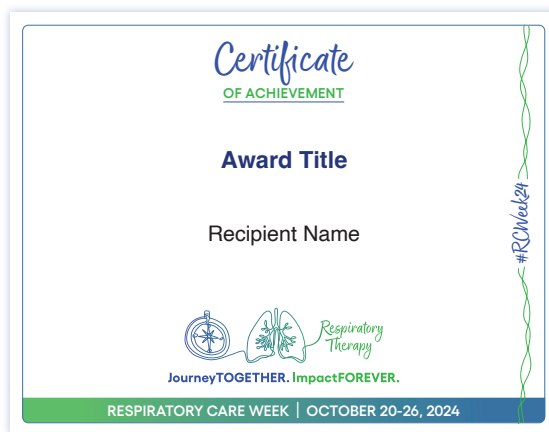 Certificate
OF ACHIEVEMENT
Award Title
Recipient Name
#RCWeek24
Respiratory
Therapy
JourneyTOGETHER. ImpactFOREVER.
RESPIRATORY CARE WEEK | OCTOBER 20-26, 2024